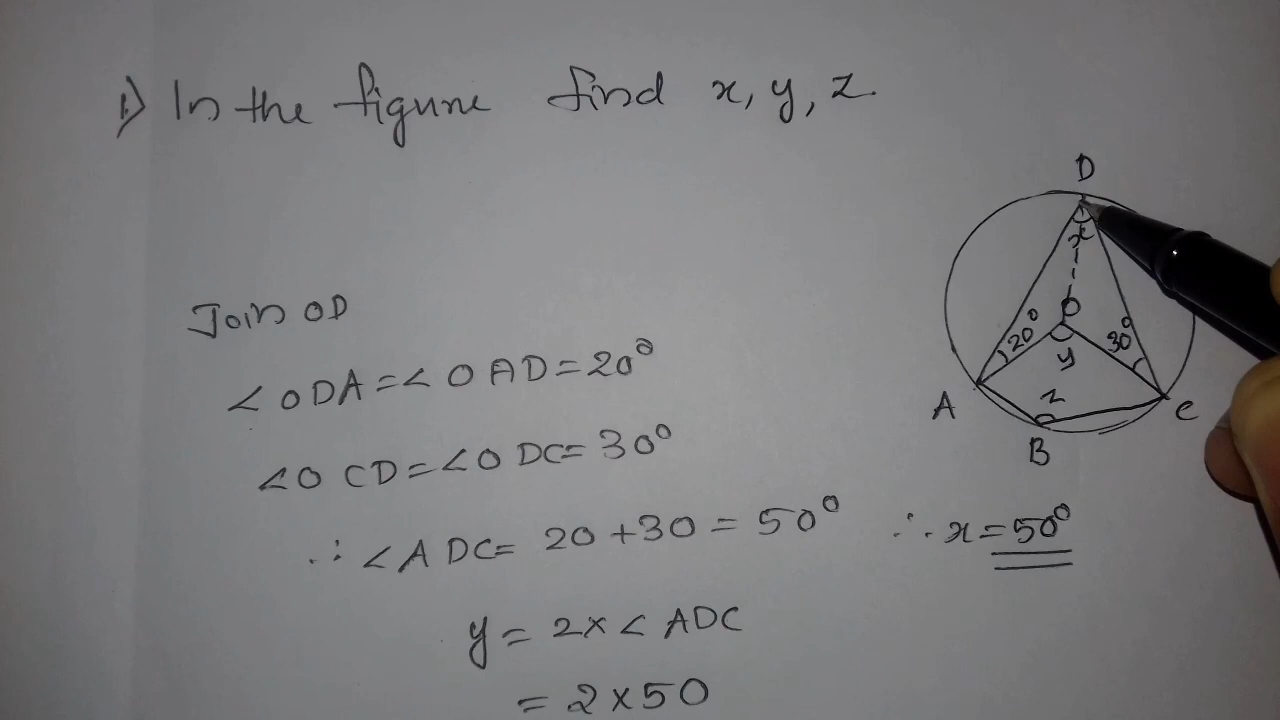 1) In the figure find x, y, z
D
x
O
20° 30°
y
z
A C
B
Join OD
∠ODA=∠OAD=20°
∠OCD=∠ODC=30°
∴ ∠ADC= 20+30=50° ∴ x=50°
y= 2×∠ADC
= 2×50